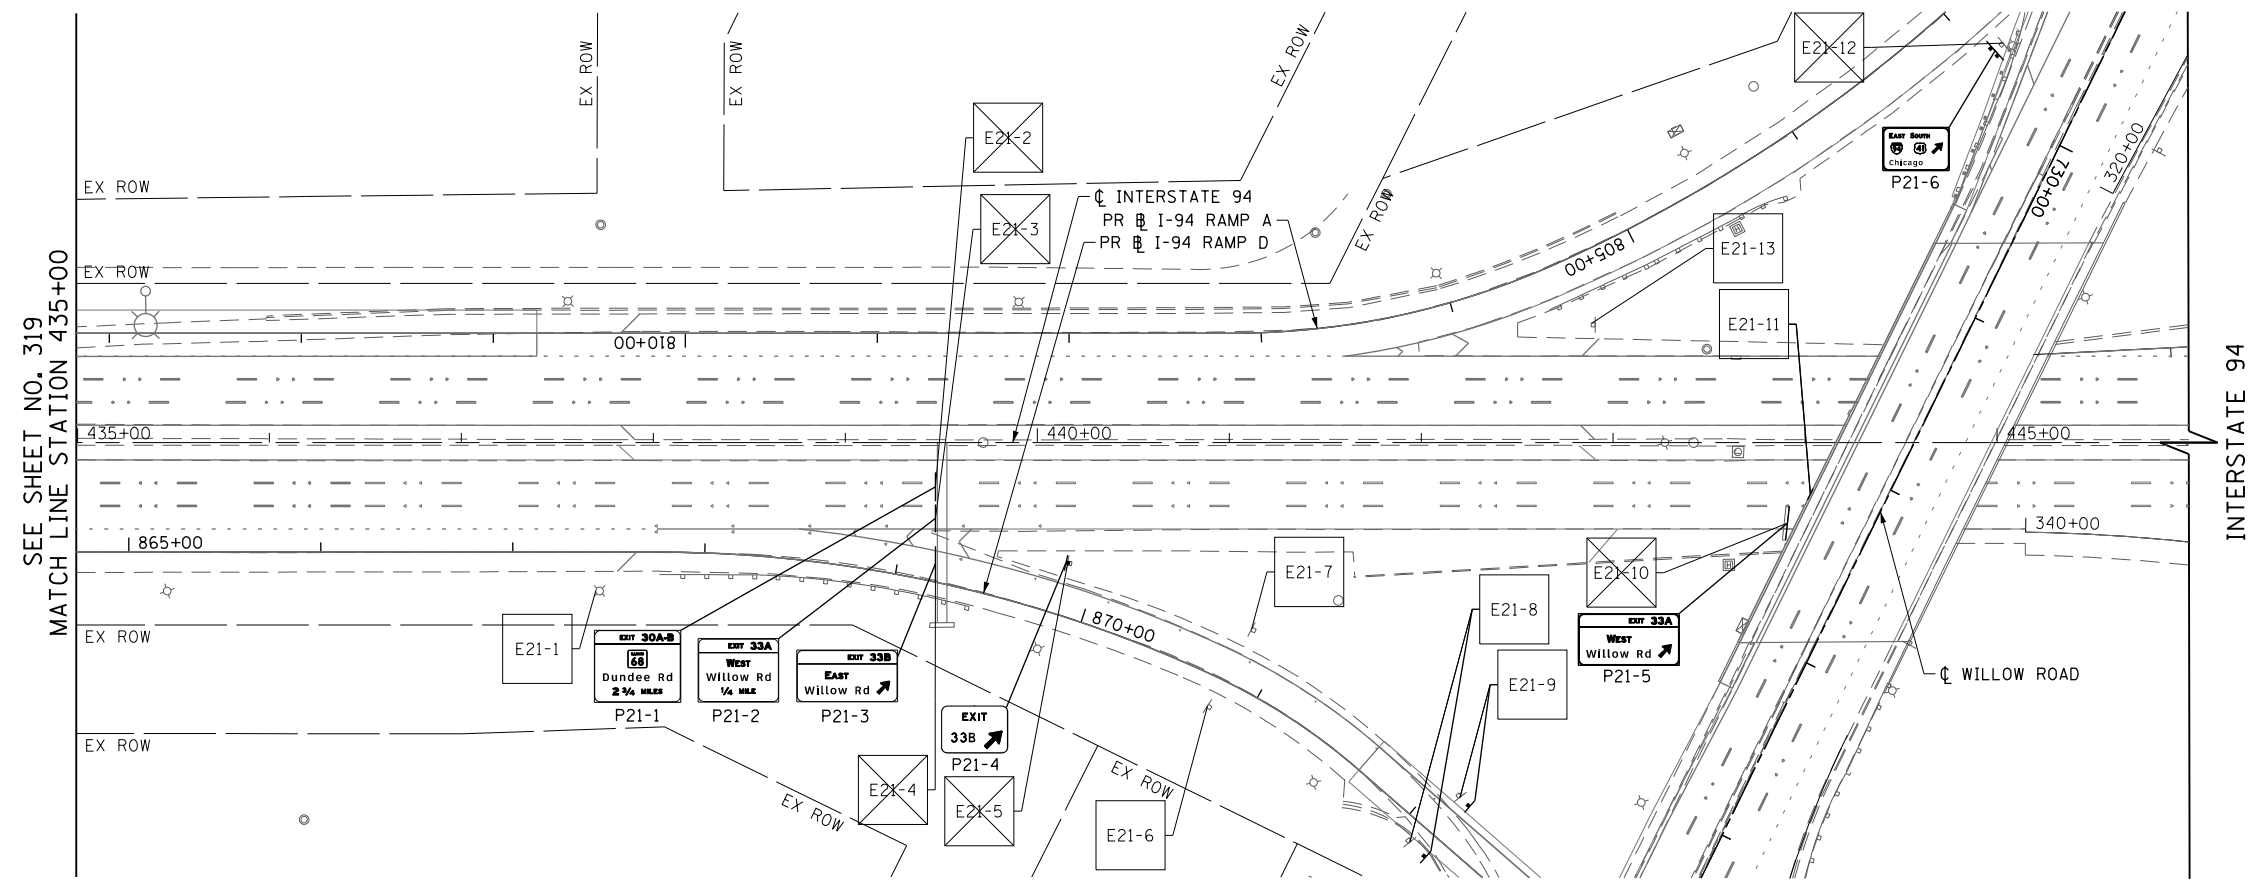 SEE SHEET NO. 319
MATCH LINE STATION 435+00
INTERSTATE 94
EX ROW
EX ROW
EX ROW
EX ROW
EX ROW
EX ROW
EX ROW
EX ROW
EX ROW
EX ROW
E21-2
E21-3
℄ INTERSTATE 94
PR B̲L I-94 RAMP A
PR B̲L I-94 RAMP D
E21-12
EAST SOUTH
94 41
Chicago
P21-6
730+00
320+00
805+00
E21-13
E21-11
810+00
435+00
440+00
445+00
865+00
340+00
870+00
E21-1
EXIT 30A-B
68
Dundee Rd
2 3/4 MILES
P21-1
EXIT 33A
WEST
Willow Rd
1/4 MILE
P21-2
EXIT 33B
EAST
Willow Rd
P21-3
EXIT
33B
P21-4
E21-4
E21-5
E21-6
E21-7
E21-8
E21-9
E21-10
EXIT 33A
WEST
Willow Rd
P21-5
℄ WILLOW ROAD